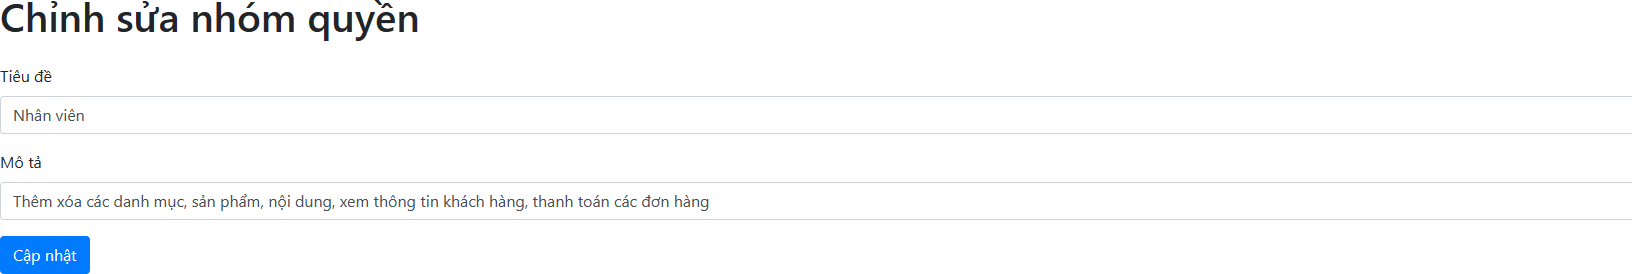 Chỉnh sửa nhóm quyền
Tiêu đề
Nhân viên
Mô tả
Thêm xóa các danh mục, sản phẩm, nội dung, xem thông tin khách hàng, thanh toán các đơn hàng
Cập nhật